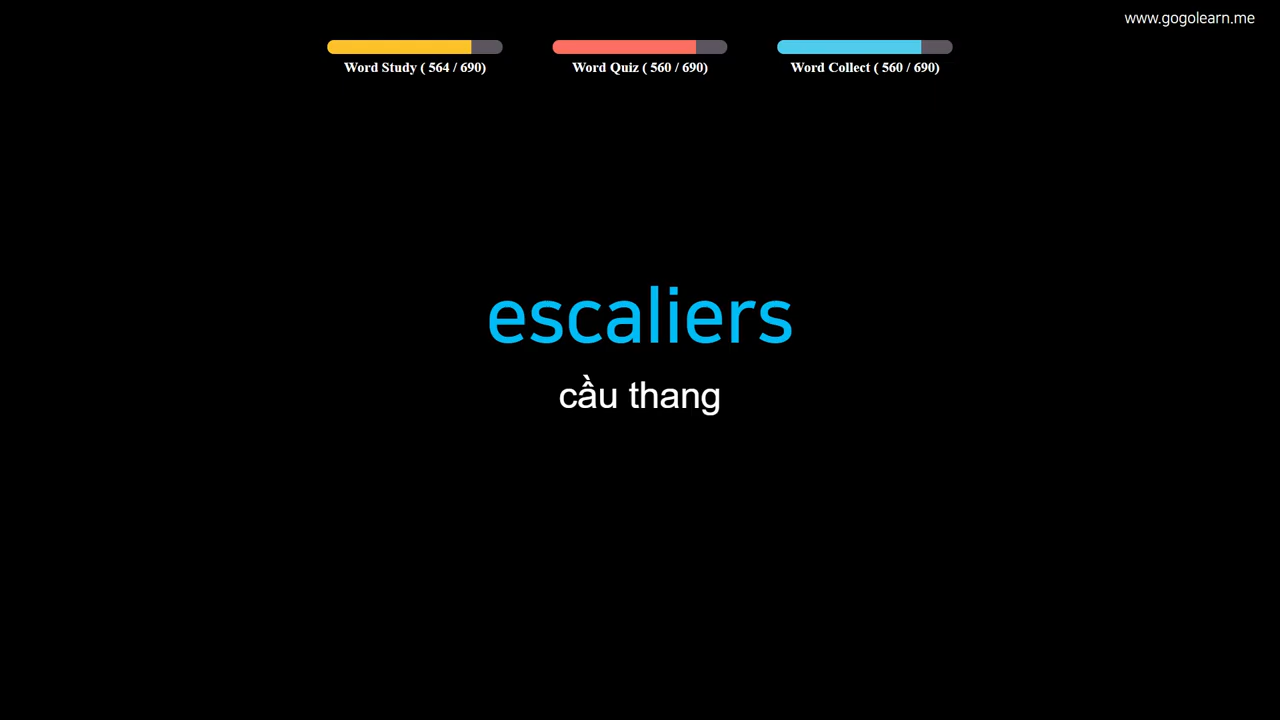 www.gogolearn.me
Word Study ( 564 / 690)
Word Quiz ( 560 / 690)
Word Collect ( 560 / 690)
escaliers
cầu thang